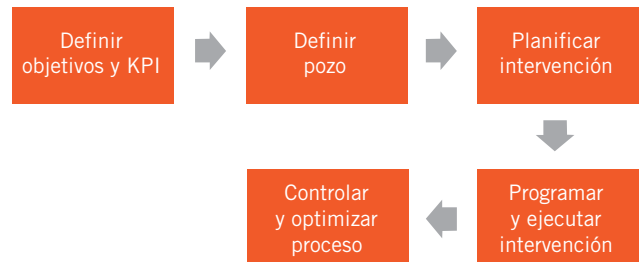 Definir
objetivos y KPI
Definir
pozo
Planificar
intervención
Programar
y ejecutar
intervención
Controlar
y optimizar
proceso